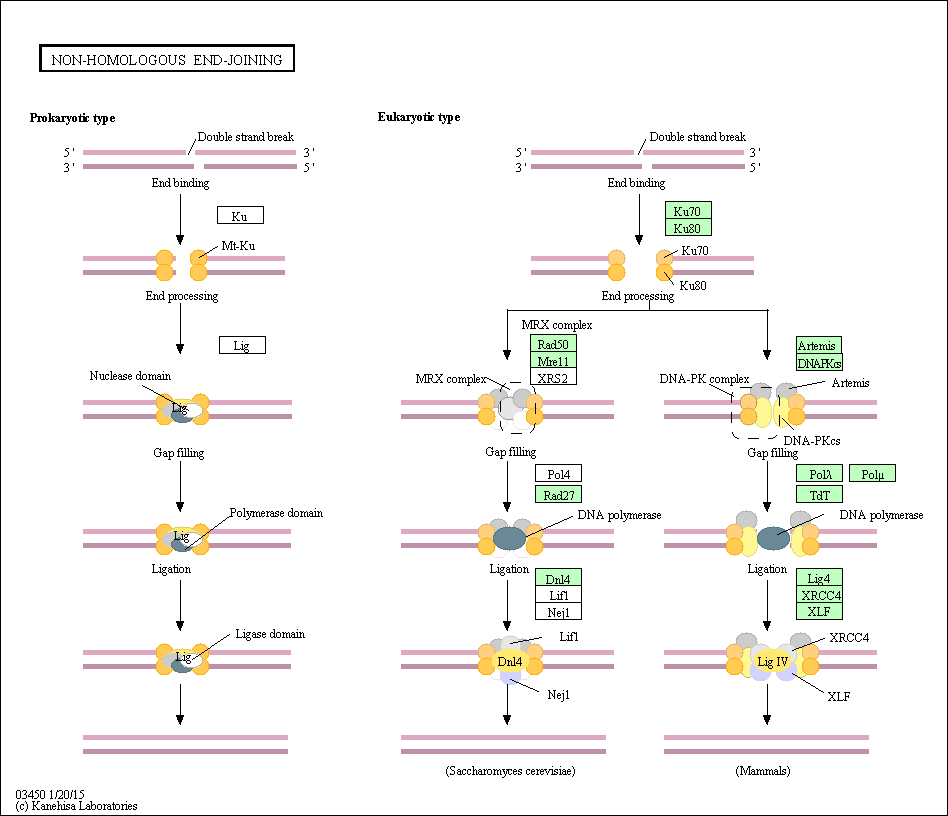 NON-HOMOLOGOUS END-JOINING
Prokaryotic type
Double strand break
5'
3'
3'
5'
End binding
Ku
Mt-Ku
End processing
Lig
Nuclease domain
Lig
Gap filling
Polymerase domain
Lig
Ligation
Ligase domain
Lig
Eukaryotic type
Double strand break
5'
3'
3'
5'
End binding
Ku70
Ku80
Ku70
Ku80
End processing
MRX complex
Rad50
Mre11
XRS2
MRX complex
Gap filling
Pol4
Rad27
DNA polymerase
Ligation
Dnl4
Lif1
Nej1
Lif1
Dnl4
Nej1
(Saccharomyces cerevisiae)
Artemis
DNAPKcs
DNA-PK complex
Artemis
DNA-PKcs
Gap filling
Polλ
Polμ
TdT
DNA polymerase
Ligation
Lig4
XRCC4
XLF
XRCC4
Lig IV
XLF
(Mammals)
03450 1/20/15
(c) Kanehisa Laboratories